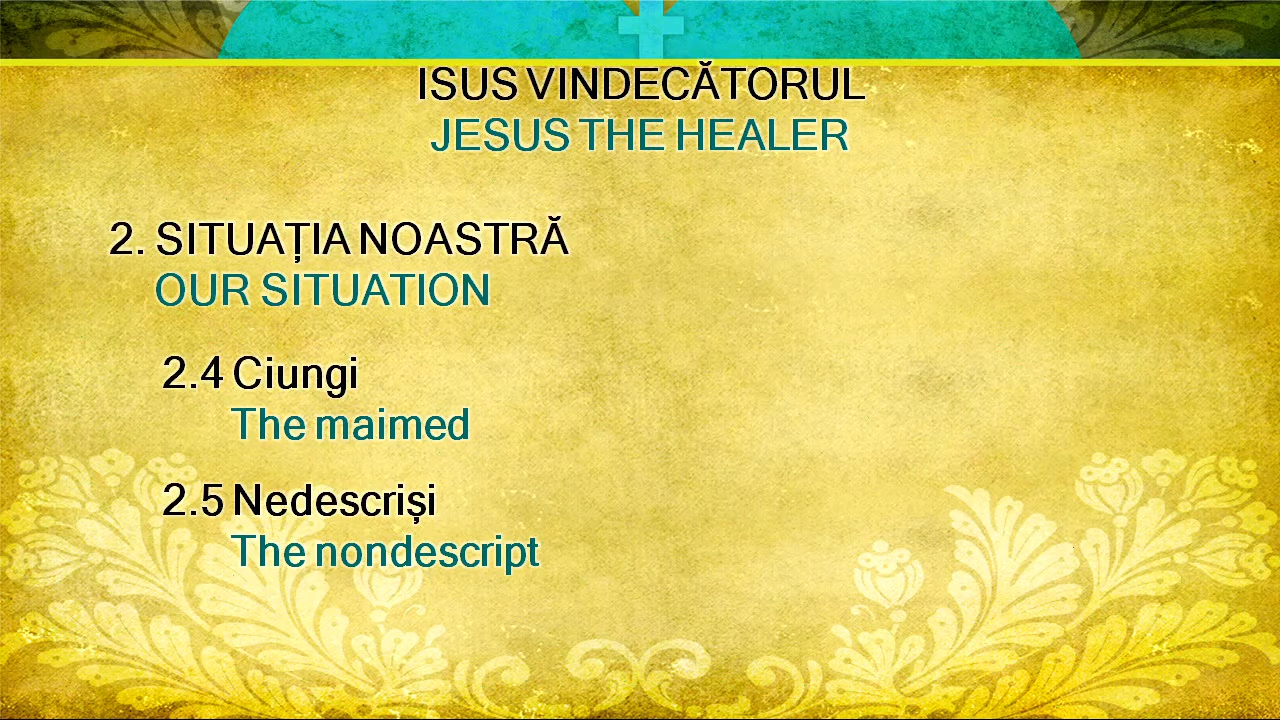 ISUS VINDECĂTORUL
JESUS THE HEALER
2. SITUAȚIA NOASTRĂ
OUR SITUATION
2.4 Ciungi
The maimed
2.5 Nedescriși
The nondescript